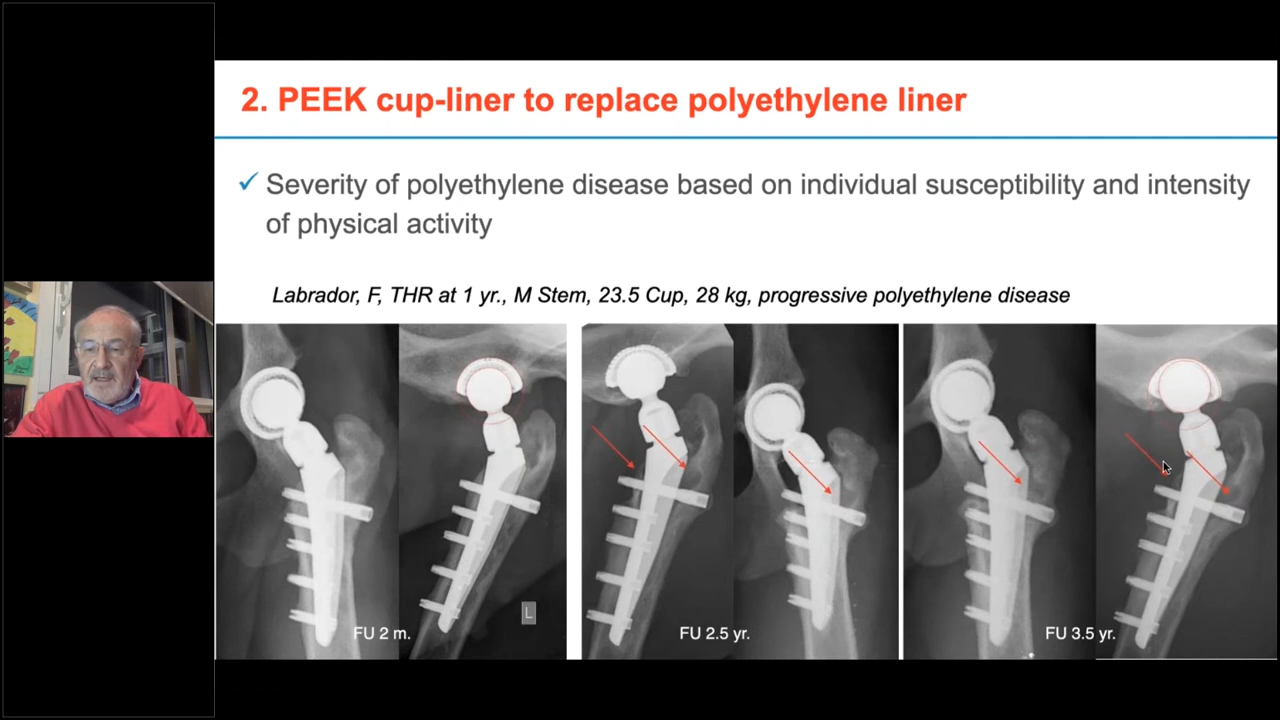 2. PEEK cup-liner to replace polyethylene liner
✓ Severity of polyethylene disease based on individual susceptibility and intensity
of physical activity
Labrador, F, THR at 1 yr., M Stem, 23.5 Cup, 28 kg, progressive polyethylene disease
L
FU 2 m.
FU 2.5 yr.
FU 3.5 yr.